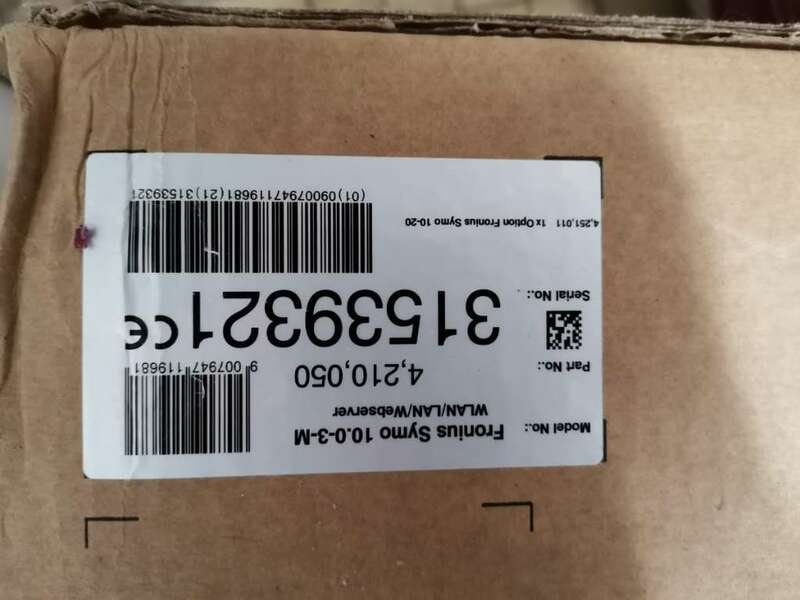 Model No.: Fronius Symo 10.0-3-M
WLAN/LAN/Webserver
Part No.: 4,210,050
9 007947 119681
Serial No.: 31539321 CE
4,251,011 1x Option Fronius Symo 10-20
(01)09007947119681(21)31539321